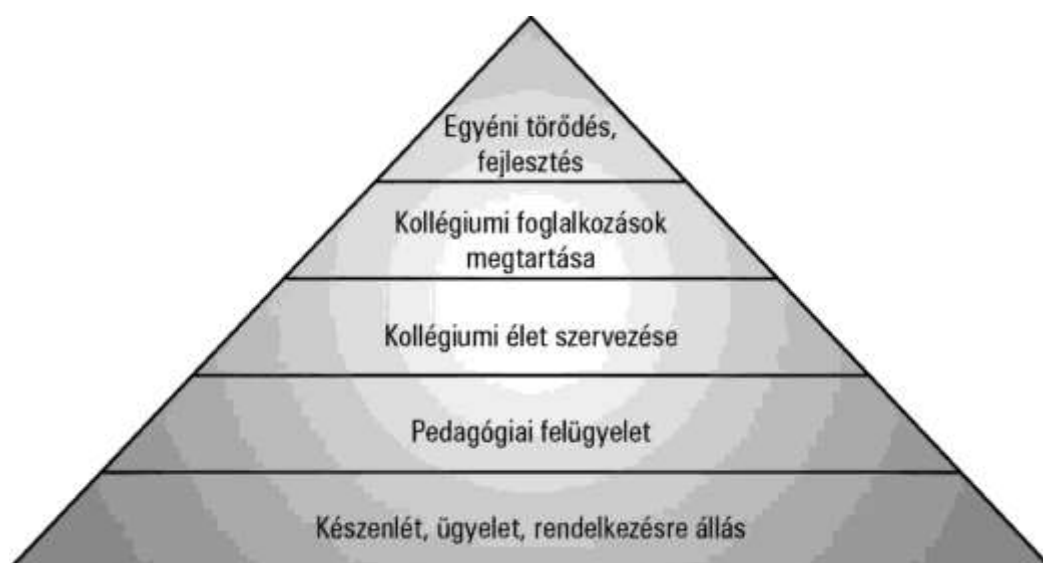 Egyéni törődés,
fejlesztés
Kollégiumi foglalkozások
megtartása
Kollégiumi élet szervezése
Pedagógiai felügyelet
Készenlét, ügyelet, rendelkezésre állás